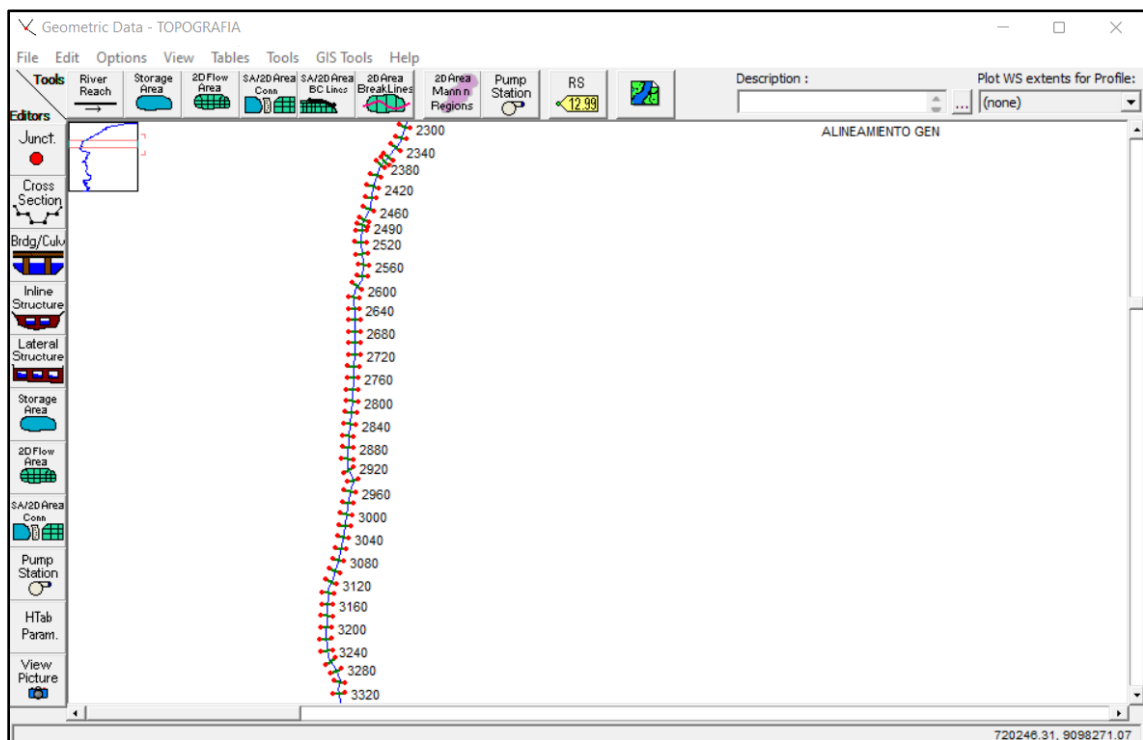 Geometric Data - TOPOGRAFIA
File Edit Options View Tables Tools GIS Tools Help
Tools
Editors
River
Reach
Storage
Area
2D Flow
Area
SA/2D Area
Conn
SA/2D Area
BC Lines
2D Area
BreakLines
2D Area
Mann n
Regions
Pump
Station
RS
12.99
Description :
...
Plot WS extents for Profile:
(none)
Junct.
Cross
Section
Brdg/Culv
Inline
Structure
Lateral
Structure
Storage
Area
2D Flow
Area
SA/2D Area
Conn
Pump
Station
HTab
Param.
View
Picture
ALINEAMIENTO GEN
2300
2340
2380
2420
2460
2490
2520
2560
2600
2640
2680
2720
2760
2800
2840
2880
2920
2960
3000
3040
3080
3120
3160
3200
3240
3280
3320
720246.31, 9098271.07